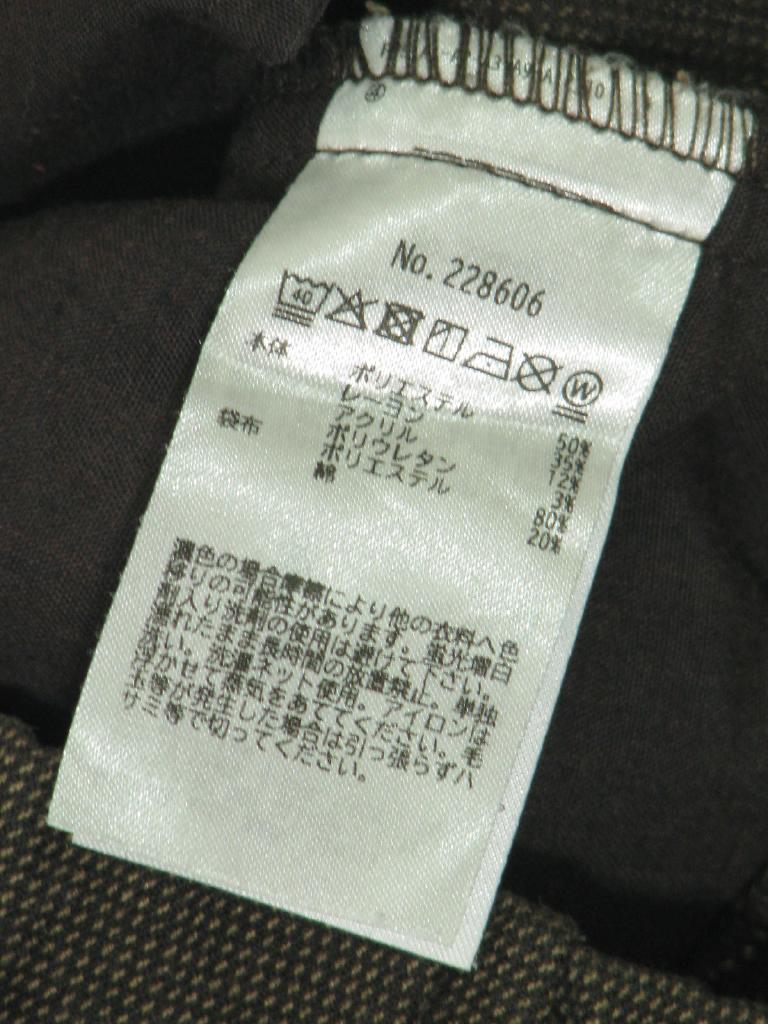 No. 228606
40 W
本体 ポリエステル 50%
レーヨン 35%
アクリル 12%
ポリウレタン 3%
袋布 ポリエステル 80%
綿 20%
濃色の場合摩擦により他の衣料へ色
移りの可能性があります。蛍光増白
剤入り洗剤の使用は避けて下さい。
濡れたまま長時間の放置禁止。単独
洗い。洗濯ネット使用。アイロンは
浮かせて蒸気をあててください。毛
玉等が発生した場合は引っ張らずハ
サミ等で切ってください。